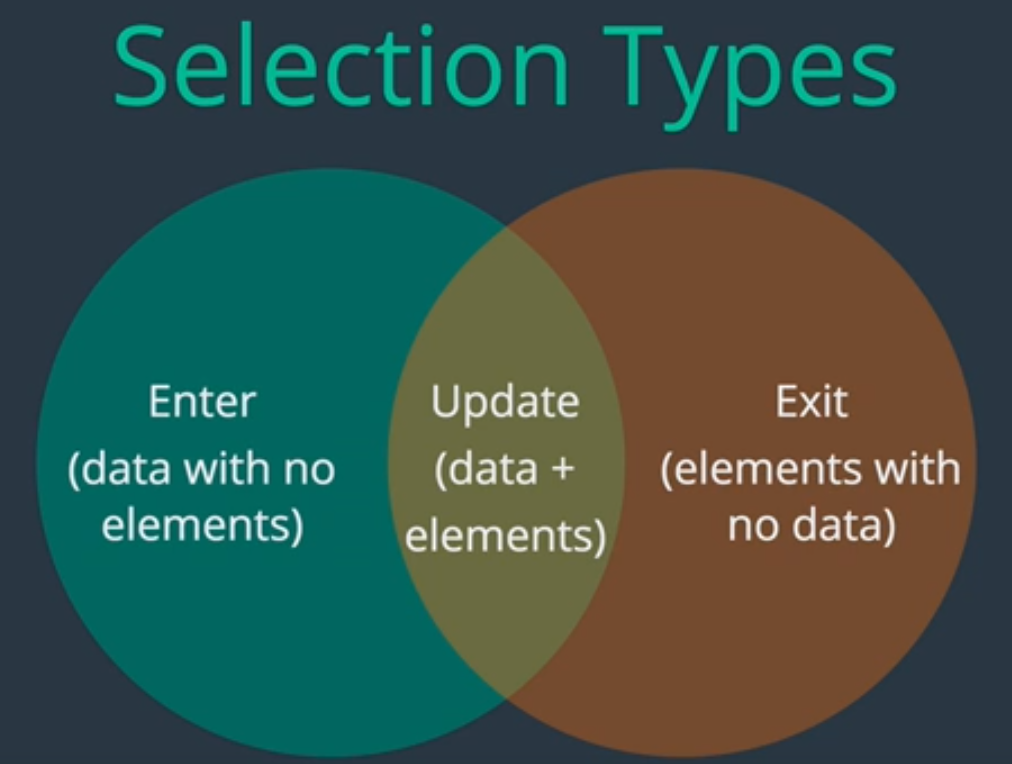 Selection Types
Enter
(data with no
elements)
Update
(data +
elements)
Exit
(elements with
no data)